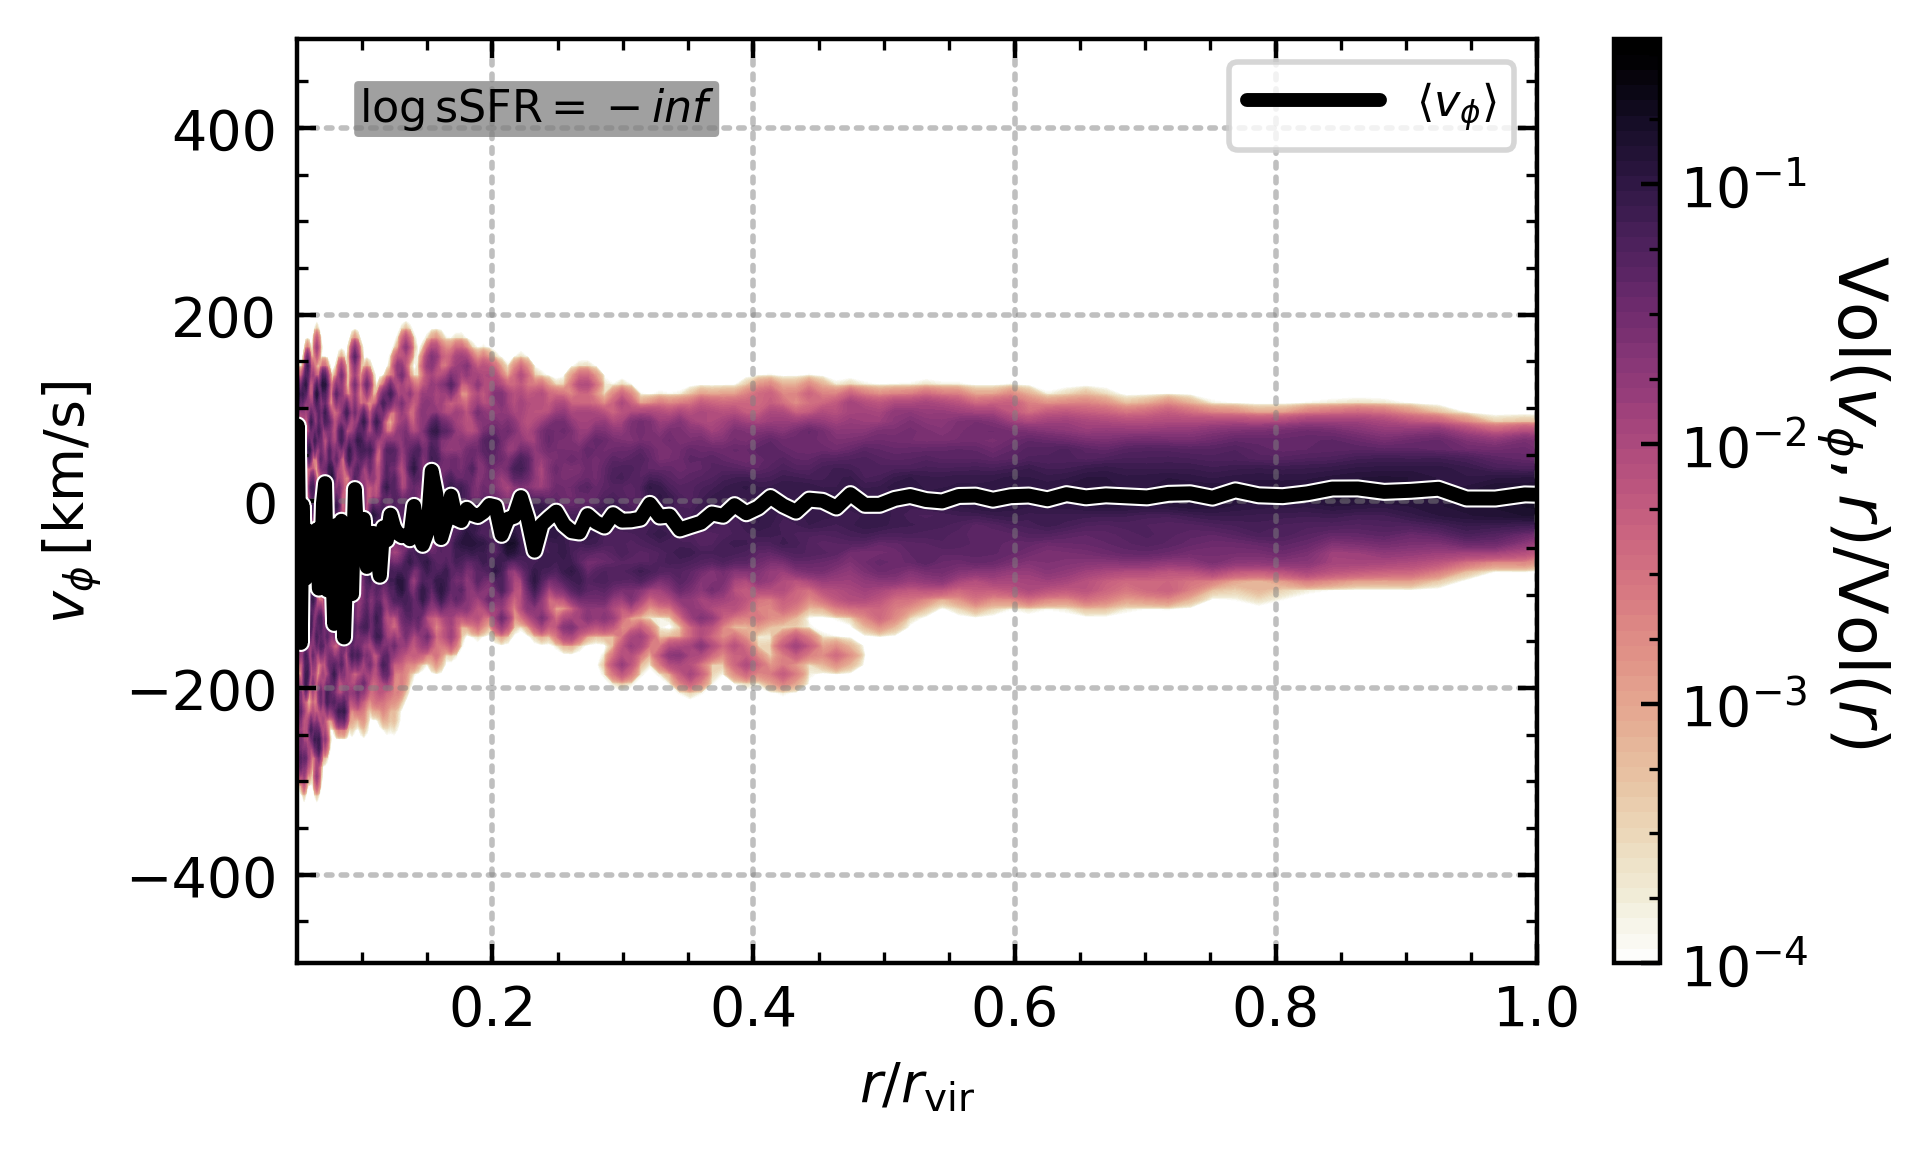 log sSFR = −inf
⟨v_ϕ⟩
400
200
0
−200
−400
v_ϕ [km/s]
0.2 0.4 0.6 0.8 1.0
r/r_vir
10⁻¹
10⁻²
10⁻³
10⁻⁴
Vol(v_ϕ, r)/Vol(r)